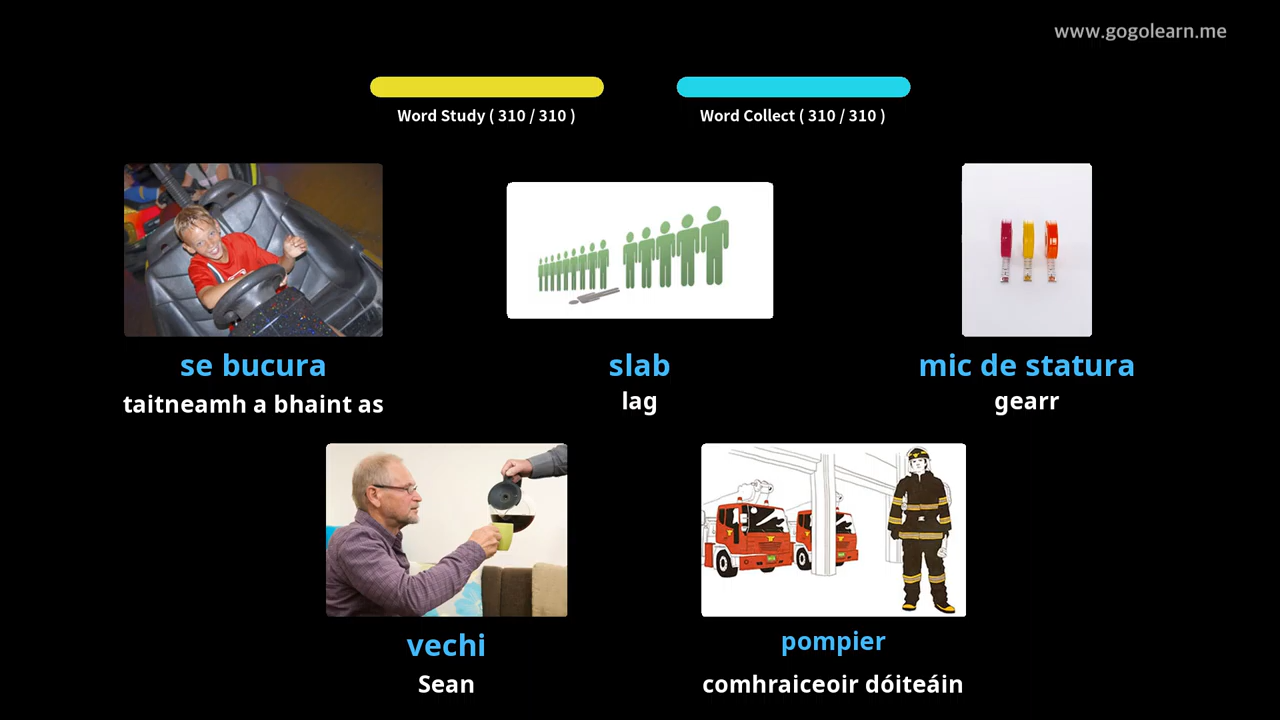 www.gogolearn.me
Word Study ( 310 / 310 )
Word Collect ( 310 / 310 )
se bucura
taitneamh a bhaint as
slab
lag
mic de statura
gearr
vechi
Sean
pompier
comhraiceoir dóiteáin